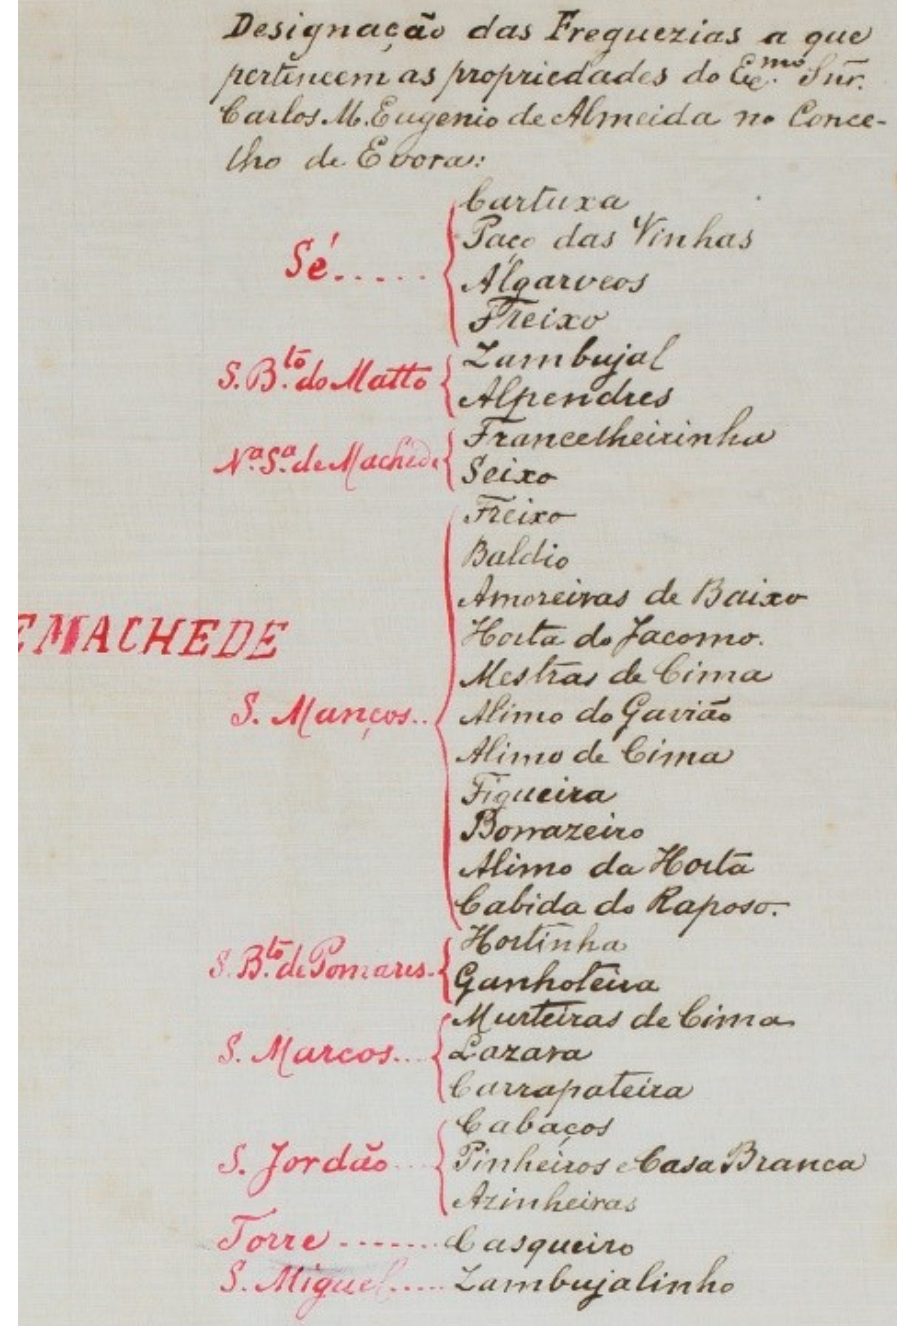 Designação das Freguezias a que
pertencem as propriedades do Ex.mo Snr.
Carlos M. Eugenio de Almeida no Conce-
lho de Evora:
Sé.....
Cartuxa
Paço das Vinhas
Algarveos
Freixo
S. B.to do Matto
Zambujal
Alpendres
N.a S.a de Machede
Francelheirinha
Seixo
EMACHEDE
S. Manços..
Freixo
Baldio
Amoreiras de Baixo
Horta do Jacomo.
Mestras de Cima
Alimo do Gavião
Alimo de Cima
Figueira
Borrazeiro
Alimo da Horta
Cabida do Raposo.
S. B.to de Pomares.
Hortinha
Ganhoteira
S. Marcos...
Murteiras de Cima
Lazara
Carrapateira
S. Jordão...
Cabaços
Pinheiros e Casa Branca
Azinheiras
Torre ...... Casqueiro
S. Miguel..... Zambujalinho